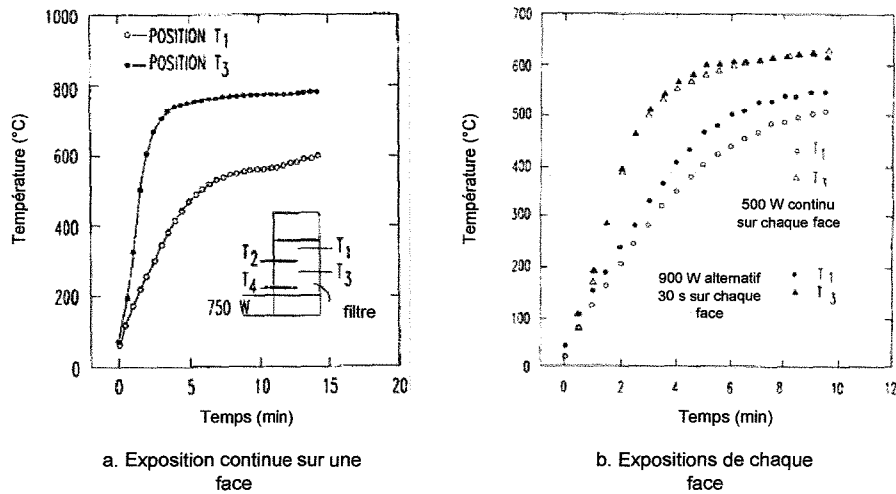 1000
800
600
400
200
0
0
5
10
15
20
Température (°C)
Temps (min)
POSITION T1
POSITION T3
T1
T2
T3
T4
750 W
filtre
a. Exposition continue sur une
face
700
600
500
400
300
200
100
0
0
2
4
6
8
10
12
Température (°C)
Temps (min)
T1
T3
500 W continu
sur chaque face
900 W alternatif
30 s sur chaque
face
T1
T3
b. Expositions de chaque
face